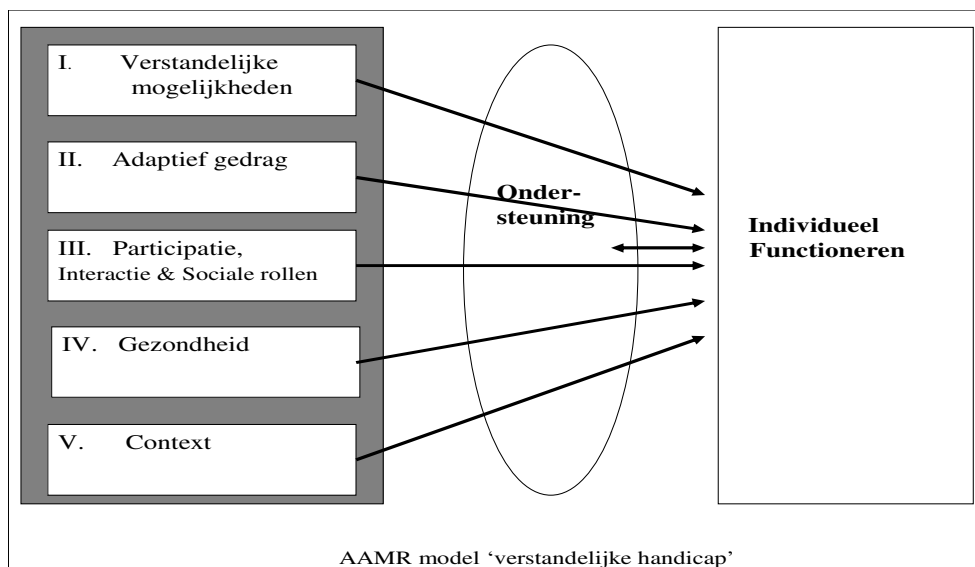 I. Verstandelijke
mogelijkheden
II. Adaptief gedrag
III. Participatie,
Interactie & Sociale rollen
IV. Gezondheid
V. Context
Onder-
steuning
Individueel
Functioneren
AAMR model ‘verstandelijke handicap’